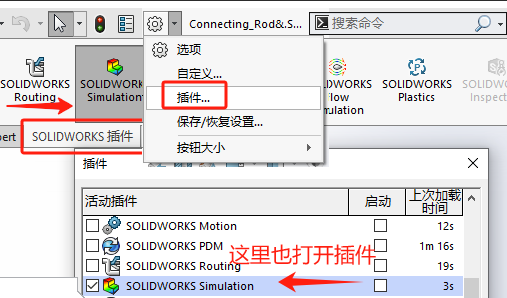 Connecting_Rod&.S...
搜索命令
选项
自定义...
插件...
保存/恢复设置...
按钮大小
SOLIDWORKS
Routing
SOLIDWORKS
Simulation
Flow
Simulation
SOLIDWORKS
Plastics
SOLIDWORKS
Inspect
pert
SOLIDWORKS 插件
插件
活动插件
启动
上次加载
时间
SOLIDWORKS Motion
12s
SOLIDWORKS PDM
1m 16s
SOLIDWORKS Routing
19s
SOLIDWORKS Simulation
3s
这里也打开插件